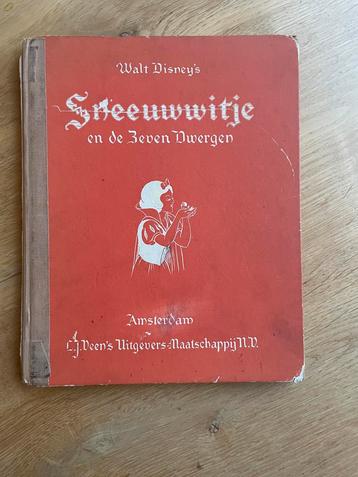 Walt Disney's
Sneeuwwitje
en de Zeven Dwergen
Amsterdam
L.J. Veen's Uitgevers-Maatschappij N.V.